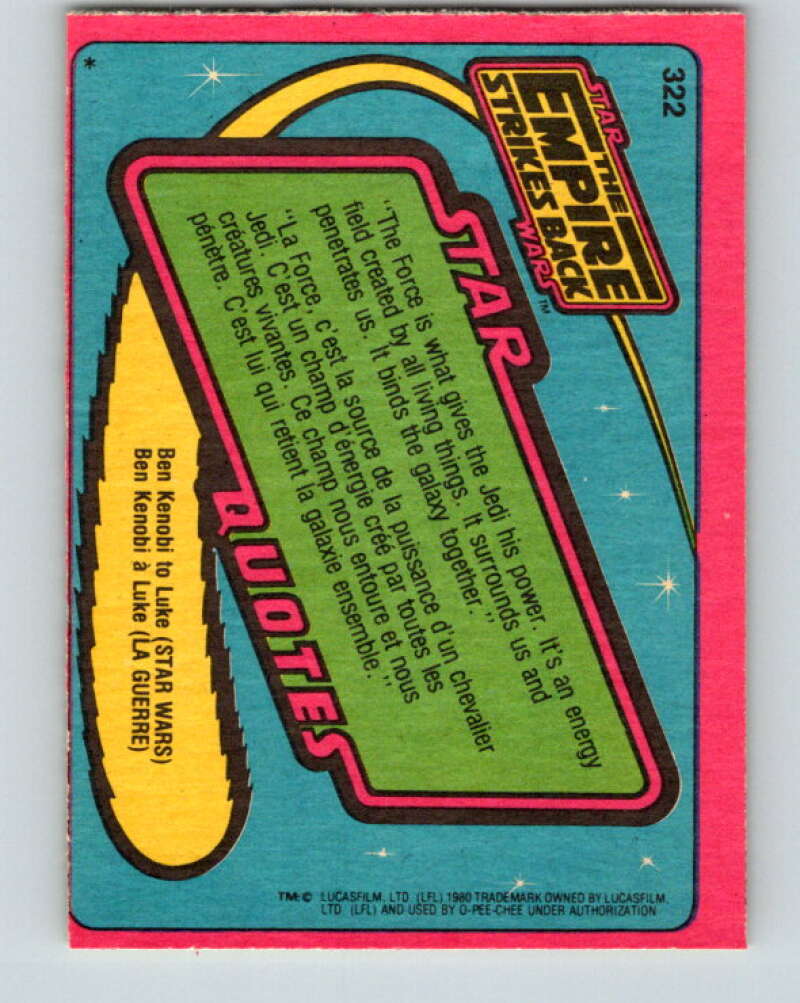 322
STAR
THE
EMPIRE
STRIKES BACK
WARS™
STAR
"The Force is what gives the Jedi his power. It's an energy
field created by all living things. It surrounds us and
penetrates us. It binds the galaxy together."
"La Force, c'est la source de la puissance d'un chevalier
Jedi. C'est un champ d'énergie créé par toutes les
créatures vivantes. Ce champ nous entoure et nous
pénètre. C'est lui qui retient la galaxie ensemble."
QUOTES
Ben Kenobi to Luke (STAR WARS)
Ben Kenobi à Luke (LA GUERRE)
*
TM: © LUCASFILM, LTD (LFL) 1980 TRADEMARK OWNED BY LUCASFILM,
LTD (LFL) AND USED BY O-PEE-CHEE UNDER AUTHORIZATION